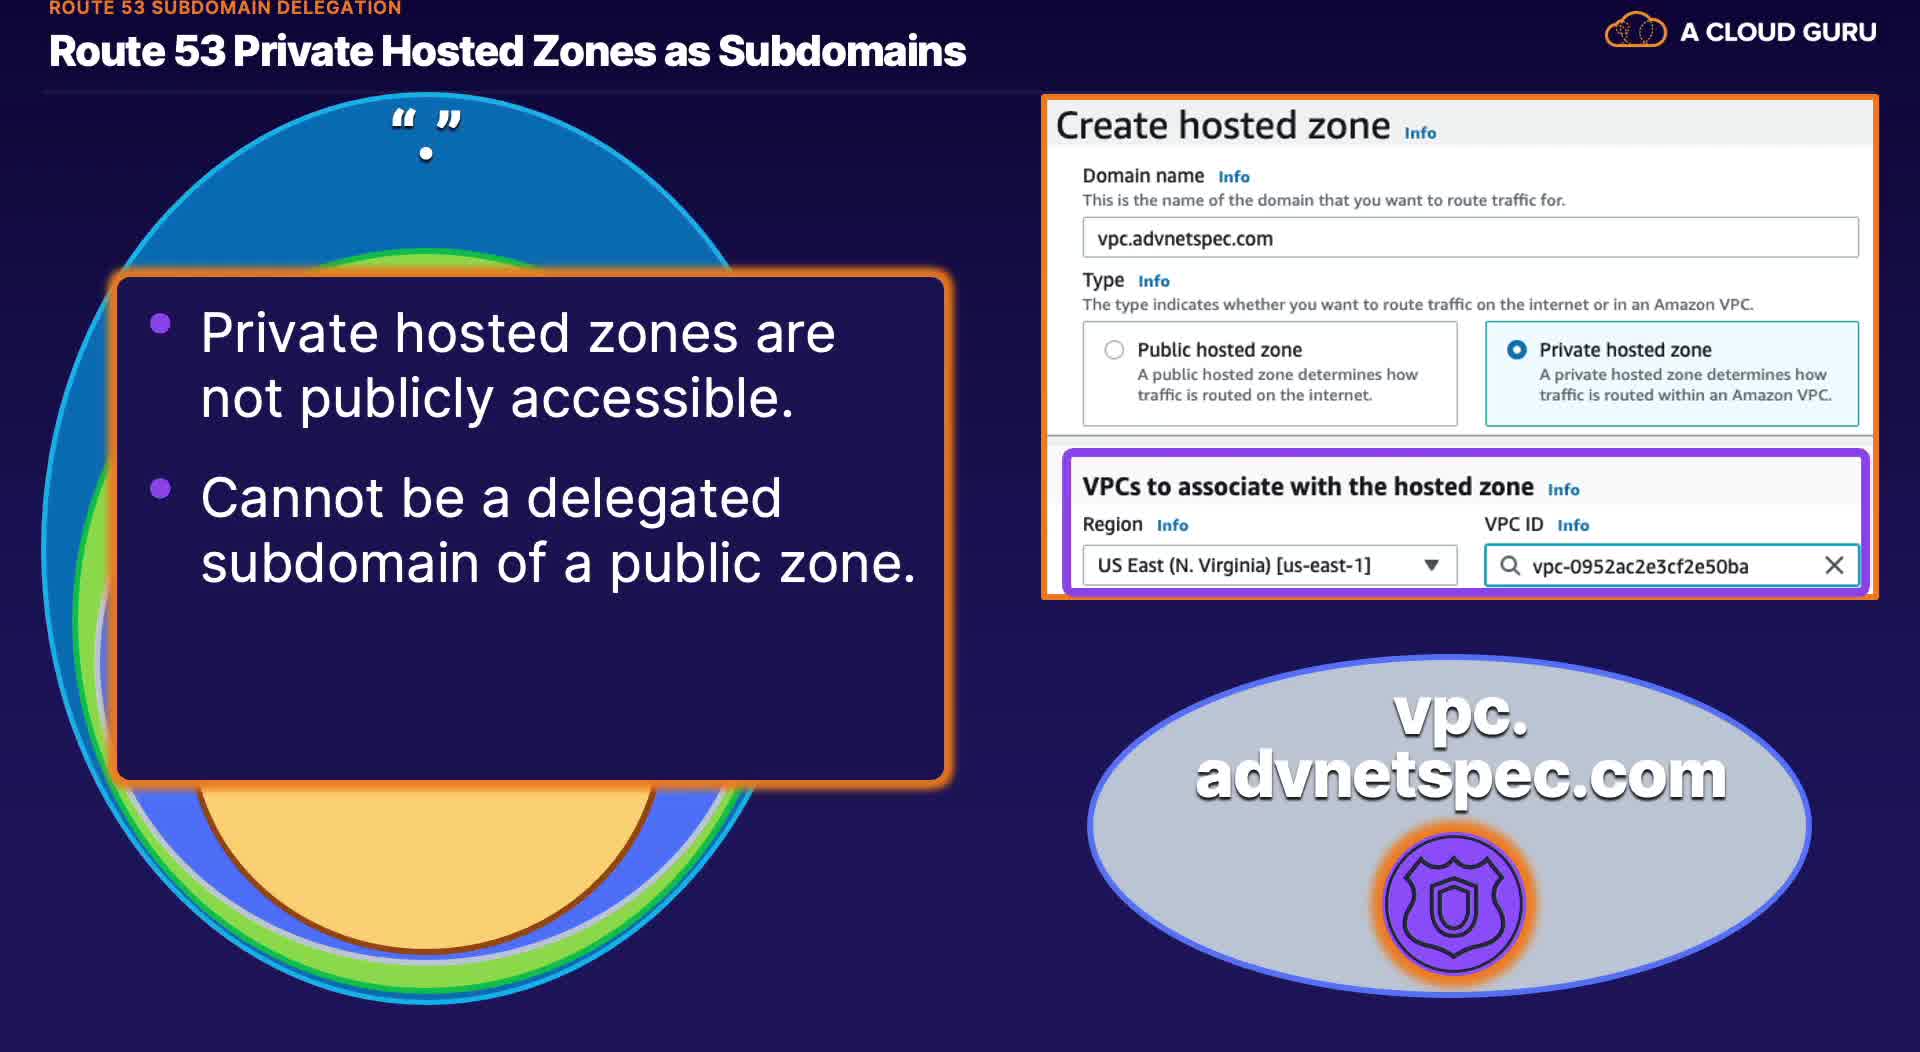 ROUTE 53 SUBDOMAIN DELEGATION
Route 53 Private Hosted Zones as Subdomains
A CLOUD GURU
“ ”
.
• Private hosted zones are
not publicly accessible.
• Cannot be a delegated
subdomain of a public zone.
Create hosted zone Info
Domain name Info
This is the name of the domain that you want to route traffic for.
vpc.advnetspec.com
Type Info
The type indicates whether you want to route traffic on the internet or in an Amazon VPC.
Public hosted zone
A public hosted zone determines how
traffic is routed on the internet.
Private hosted zone
A private hosted zone determines how
traffic is routed within an Amazon VPC.
VPCs to associate with the hosted zone Info
Region Info
US East (N. Virginia) [us-east-1]
VPC ID Info
vpc-0952ac2e3cf2e50ba
vpc.
advnetspec.com